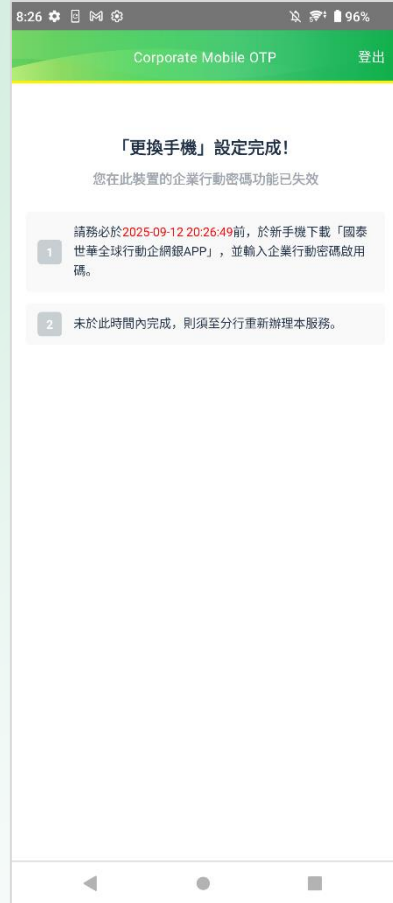 8:26 96%
Corporate Mobile OTP 登出
「更換手機」設定完成!
您在此裝置的企業行動密碼功能已失效
1 請務必於2025-09-12 20:26:49前，於新手機下載「國泰
世華全球行動企網銀APP」，並輸入企業行動密碼啟用
碼。
2 未於此時間內完成，則須至分行重新辦理本服務。